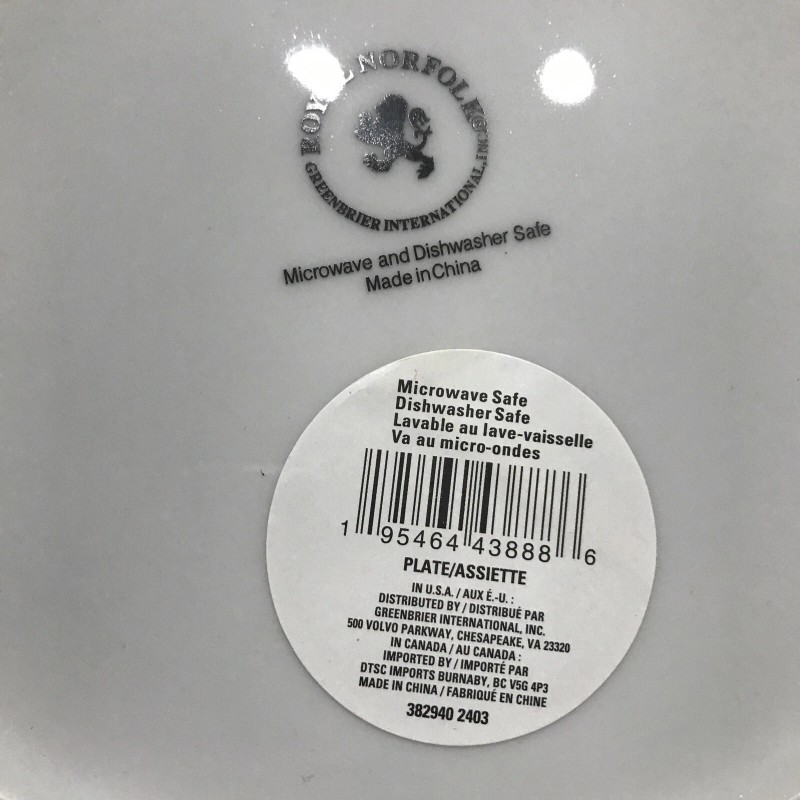 ROYAL NORFOLK®
GREENBRIER INTERNATIONAL, INC.
Microwave and Dishwasher Safe
Made in China
Microwave Safe
Dishwasher Safe
Lavable au lave-vaisselle
Va au micro-ondes
1 95464 43888 6
PLATE/ASSIETTE
IN U.S.A. / AUX É.-U. :
DISTRIBUTED BY / DISTRIBUÉ PAR
GREENBRIER INTERNATIONAL, INC.
500 VOLVO PARKWAY, CHESAPEAKE, VA 23320
IN CANADA / AU CANADA :
IMPORTED BY / IMPORTÉ PAR
DTSC IMPORTS BURNABY, BC V5G 4P3
MADE IN CHINA / FABRIQUÉ EN CHINE
382940 2403